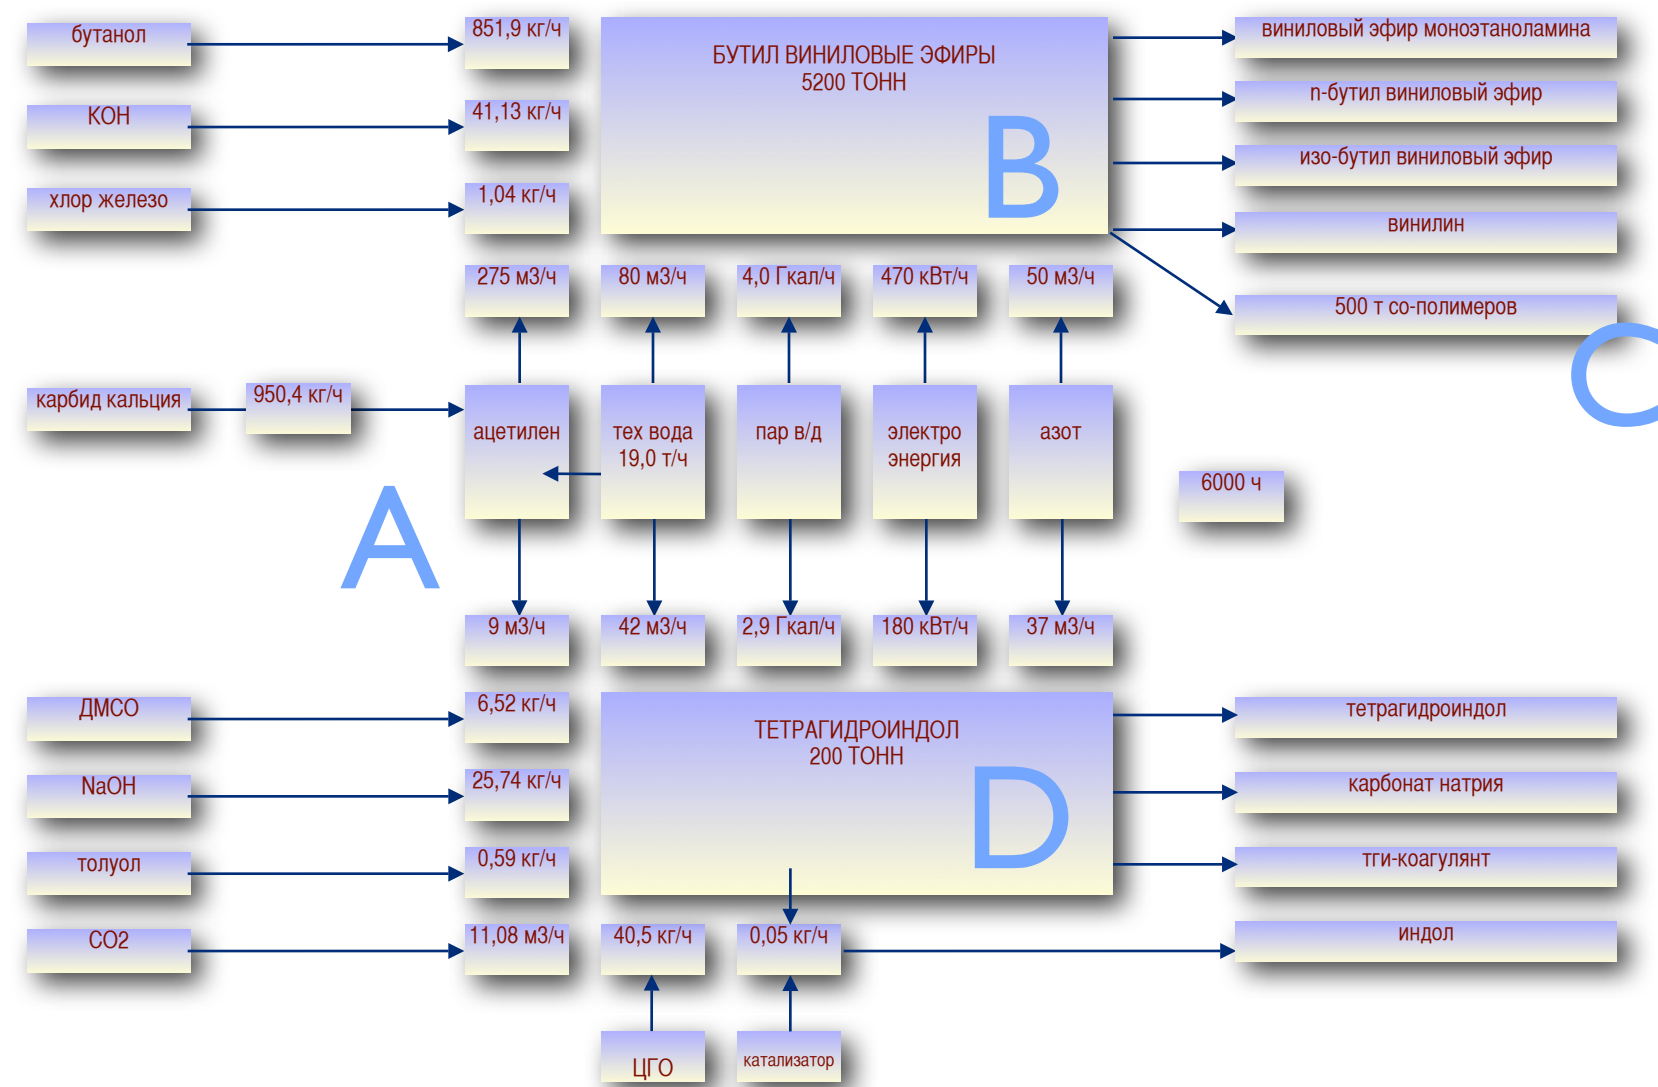 бутанол
851,9 кг/ч
БУТИЛ ВИНИЛОВЫЕ ЭФИРЫ
5200 ТОНН
B
виниловый эфир моноэтаноламина
КОН
41,13 кг/ч
n-бутил виниловый эфир
изо-бутил виниловый эфир
хлор железо
1,04 кг/ч
винилин
275 м3/ч
80 м3/ч
4,0 Гкал/ч
470 кВт/ч
50 м3/ч
500 т со-полимеров
C
карбид кальция
950,4 кг/ч
ацетилен
тех вода
19,0 т/ч
пар в/д
электро
энергия
азот
6000 ч
A
9 м3/ч
42 м3/ч
2,9 Гкал/ч
180 кВт/ч
37 м3/ч
ДМСО
6,52 кг/ч
ТЕТРАГИДРОИНДОЛ
200 ТОНН
D
тетрагидроиндол
NaOH
25,74 кг/ч
карбонат натрия
толуол
0,59 кг/ч
тги-коагулянт
СО2
11,08 м3/ч
40,5 кг/ч
0,05 кг/ч
индол
ЦГО
катализатор